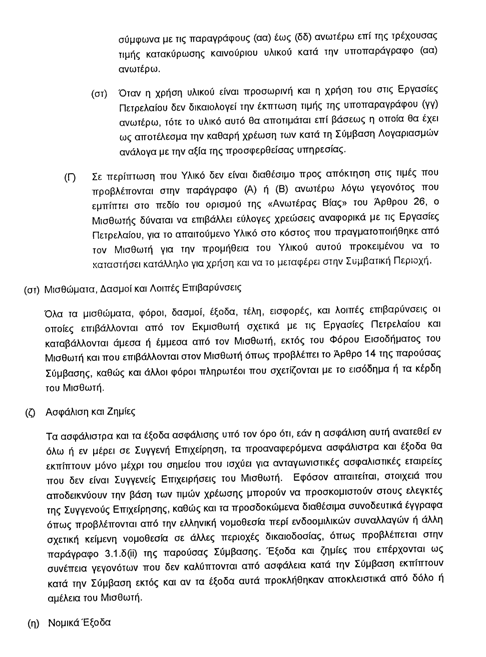 σύμφωνα με τις παραγράφους (αα) έως (δδ) ανωτέρω επί της τρέχουσας
τιμής κατακύρωσης καινούριου υλικού κατά την υποπαράγραφο (αα)
ανωτέρω.
(στ) Όταν η χρήση υλικού είναι προσωρινή και η χρήση του στις Εργασίες
Πετρελαίου δεν δικαιολογεί την έκπτωση τιμής της υποπαραγράφου (γγ)
ανωτέρω, τότε το υλικό αυτό θα αποτιμάται επί βάσεως η οποία θα έχει
ως αποτέλεσμα την καθαρή χρέωση των κατά τη Σύμβαση Λογαριασμών
ανάλογα με την αξία της προσφερθείσας υπηρεσίας.
(Γ) Σε περίπτωση που Υλικό δεν είναι διαθέσιμο προς απόκτηση στις τιμές που
προβλέπονται στην παράγραφο (Α) ή (Β) ανωτέρω λόγω γεγονότος που
εμπίπτει στο πεδίο του ορισμού της «Ανωτέρας Βίας» του Άρθρου 26, ο
Μισθωτής δύναται να επιβάλλει εύλογες χρεώσεις αναφορικά με τις Εργασίες
Πετρελαίου, για το απαιτούμενο Υλικό στο κόστος που πραγματοποιήθηκε από
τον Μισθωτή για την προμήθεια του Υλικού αυτού προκειμένου να το
καταστήσει κατάλληλο για χρήση και να το μεταφέρει στην Συμβατική Περιοχή.
(στ) Μισθώματα, Δασμοί και Λοιπές Επιβαρύνσεις
Όλα τα μισθώματα, φόροι, δασμοί, έξοδα, τέλη, εισφορές, και λοιπές επιβαρύνσεις οι
οποίες επιβάλλονται από τον Εκμισθωτή σχετικά με τις Εργασίες Πετρελαίου και
καταβάλλονται άμεσα ή έμμεσα από τον Μισθωτή, εκτός του Φόρου Εισοδήματος του
Μισθωτή και που επιβάλλονται στον Μισθωτή όπως προβλέπει το Άρθρο 14 της παρούσας
Σύμβασης, καθώς και άλλοι φόροι πληρωτέοι που σχετίζονται με το εισόδημα ή τα κέρδη
του Μισθωτή.
(ζ) Ασφάλιση και Ζημίες
Τα ασφάλιστρα και τα έξοδα ασφάλισης υπό τον όρο ότι, εάν η ασφάλιση αυτή ανατεθεί εν
όλω ή εν μέρει σε Συγγενή Επιχείρηση, τα προαναφερόμενα ασφάλιστρα και έξοδα θα
εκπίπτουν μόνο μέχρι του σημείου που ισχύει για ανταγωνιστικές ασφαλιστικές εταιρείες
που δεν είναι Συγγενείς Επιχειρήσεις του Μισθωτή. Εφόσον απαιτείται, στοιχεία που
αποδεικνύουν την βάση των τιμών χρέωσης μπορούν να προσκομιστούν στους ελεγκτές
της Συγγενούς Επιχείρησης, καθώς και τα προσδοκώμενα διαθέσιμα συνοδευτικά έγγραφα
όπως προβλέπονται από την ελληνική νομοθεσία περί ενδοομιλικών συναλλαγών ή άλλη
σχετική κείμενη νομοθεσία σε άλλες περιοχές δικαιοδοσίας, όπως προβλέπεται στην
παράγραφο 3.1.δ(ii) της παρούσας Σύμβασης. Έξοδα και ζημίες που επέρχονται ως
συνέπεια γεγονότων που δεν καλύπτονται από ασφάλεια κατά την Σύμβαση εκπίπτουν
κατά την Σύμβαση εκτός και αν τα έξοδα αυτά προκλήθηκαν αποκλειστικά από δόλο ή
αμέλεια του Μισθωτή.
(η) Νομικά Έξοδα